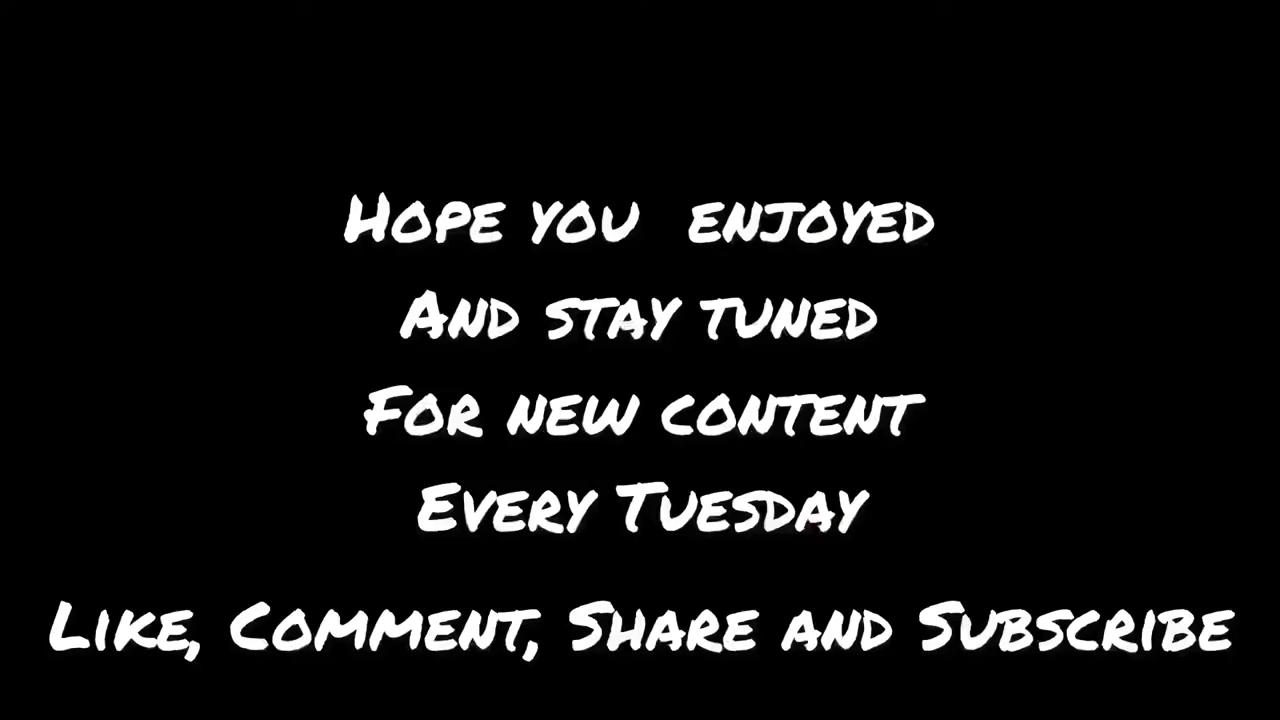 Hope you enjoyed
And stay tuned
For new content
Every Tuesday
Like, Comment, Share and Subscribe